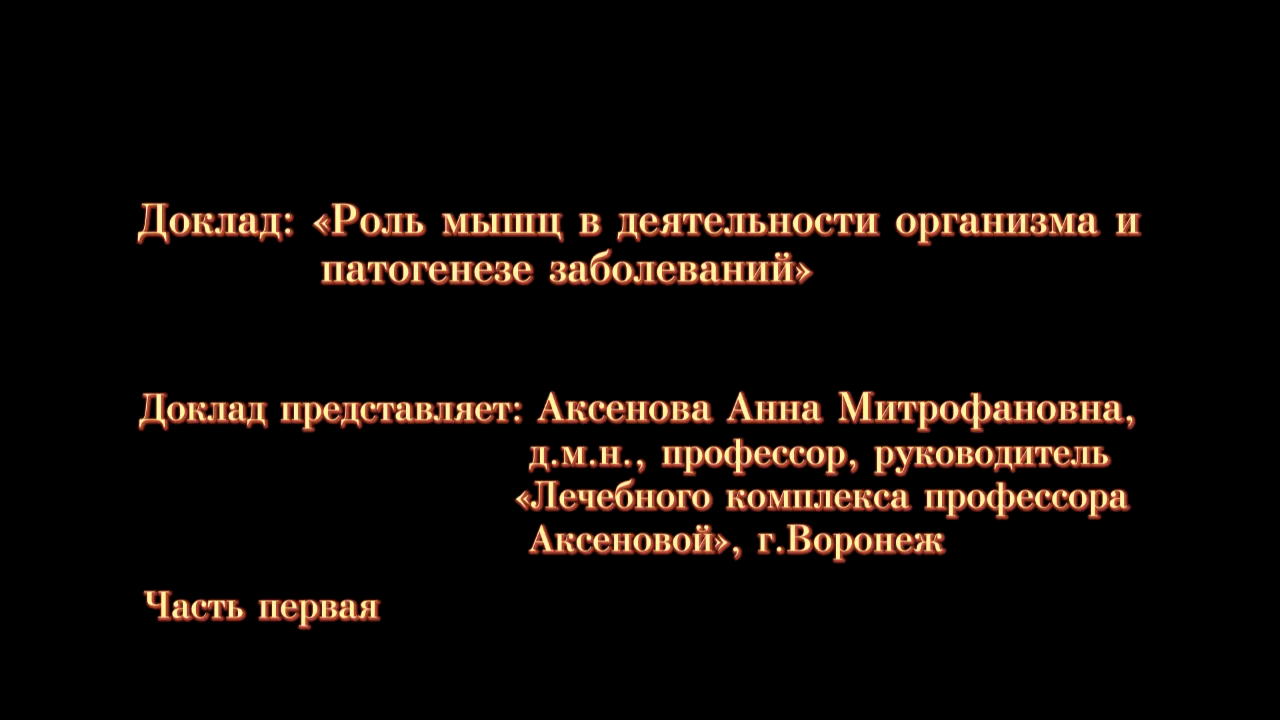 Доклад: «Роль мышц в деятельности организма и
патогенезе заболеваний»
Доклад представляет: Аксенова Анна Митрофановна,
д.м.н., профессор, руководитель
«Лечебного комплекса профессора
Аксеновой», г.Воронеж
Часть первая